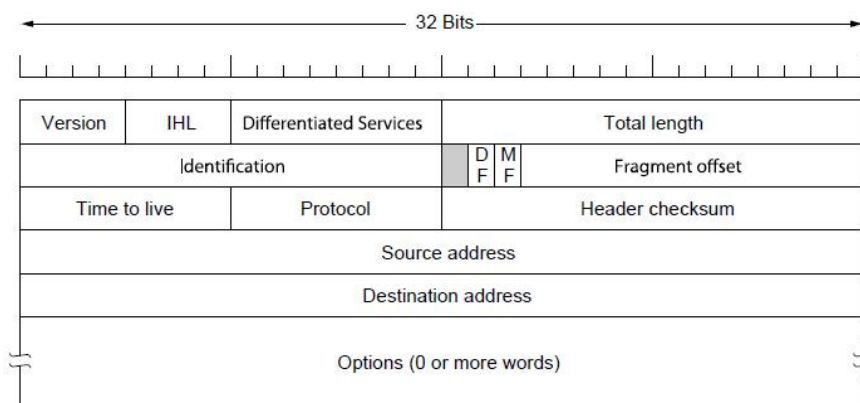 32 Bits
Version IHL Differentiated Services Total length
Identification D F M F Fragment offset
Time to live Protocol Header checksum
Source address
Destination address
Options (0 or more words)